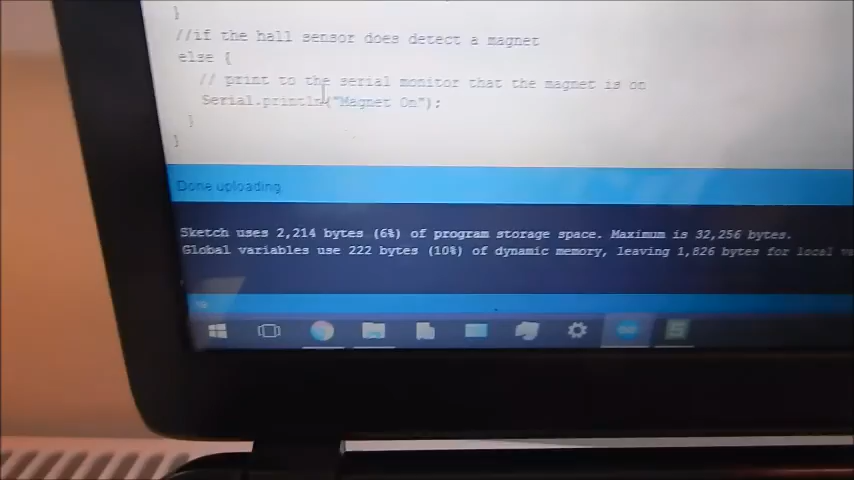 }
//if the hall sensor does detect a magnet
else {
// print to the serial monitor that the magnet is on
Serial.println("Magnet On");
}
}
Done uploading
Sketch uses 2,214 bytes (6%) of program storage space. Maximum is 32,256 bytes.
Global variables use 222 bytes (10%) of dynamic memory, leaving 1,826 bytes for local